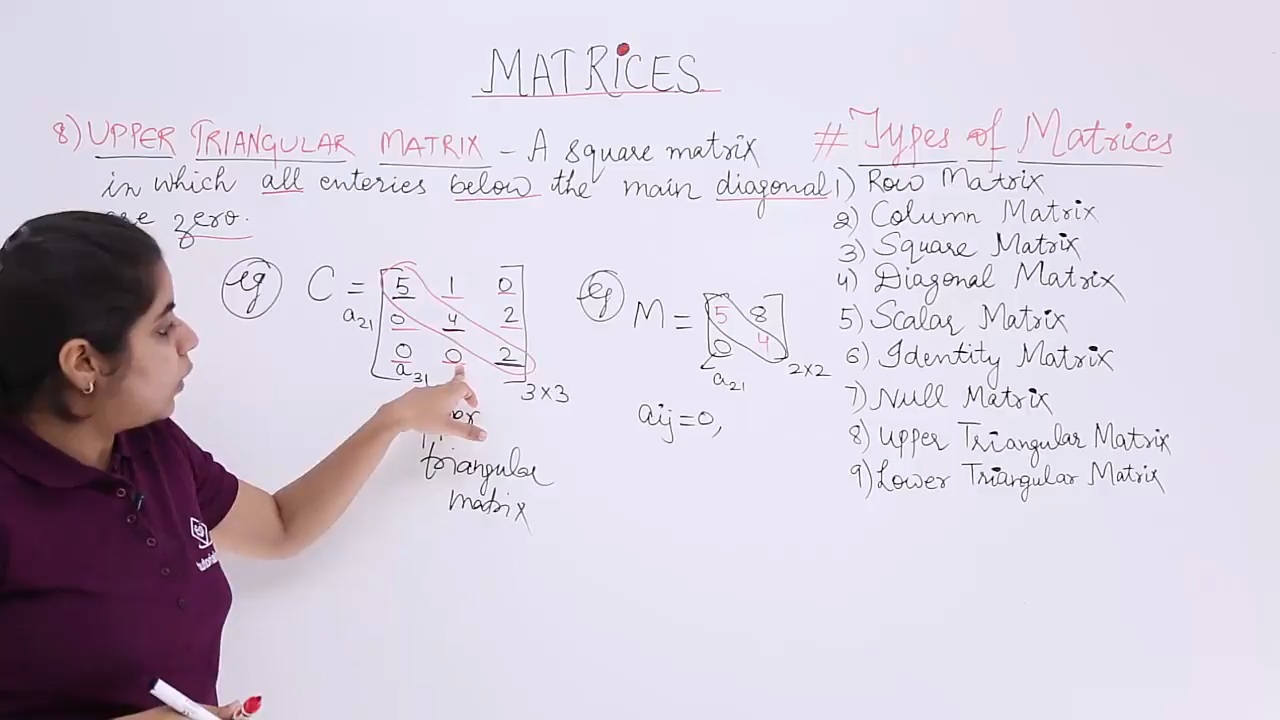 MATRICES
8) UPPER TRIANGULAR MATRIX - A square matrix
in which all enteries below the main diagonal
zero.
eg C = 5 1 0
a21 0 4 2
0 0 2
a31
3×3
triangular
matrix
eg M = 5 8
0 4
a21 2×2
aij=0,
# Types of Matrices
1) Row Matrix
2) Column Matrix
3) Square Matrix
4) Diagonal Matrix
5) Scalar Matrix
6) Identity Matrix
7) Null Matrix
8) Upper Triangular Matrix
9) Lower Triangular Matrix